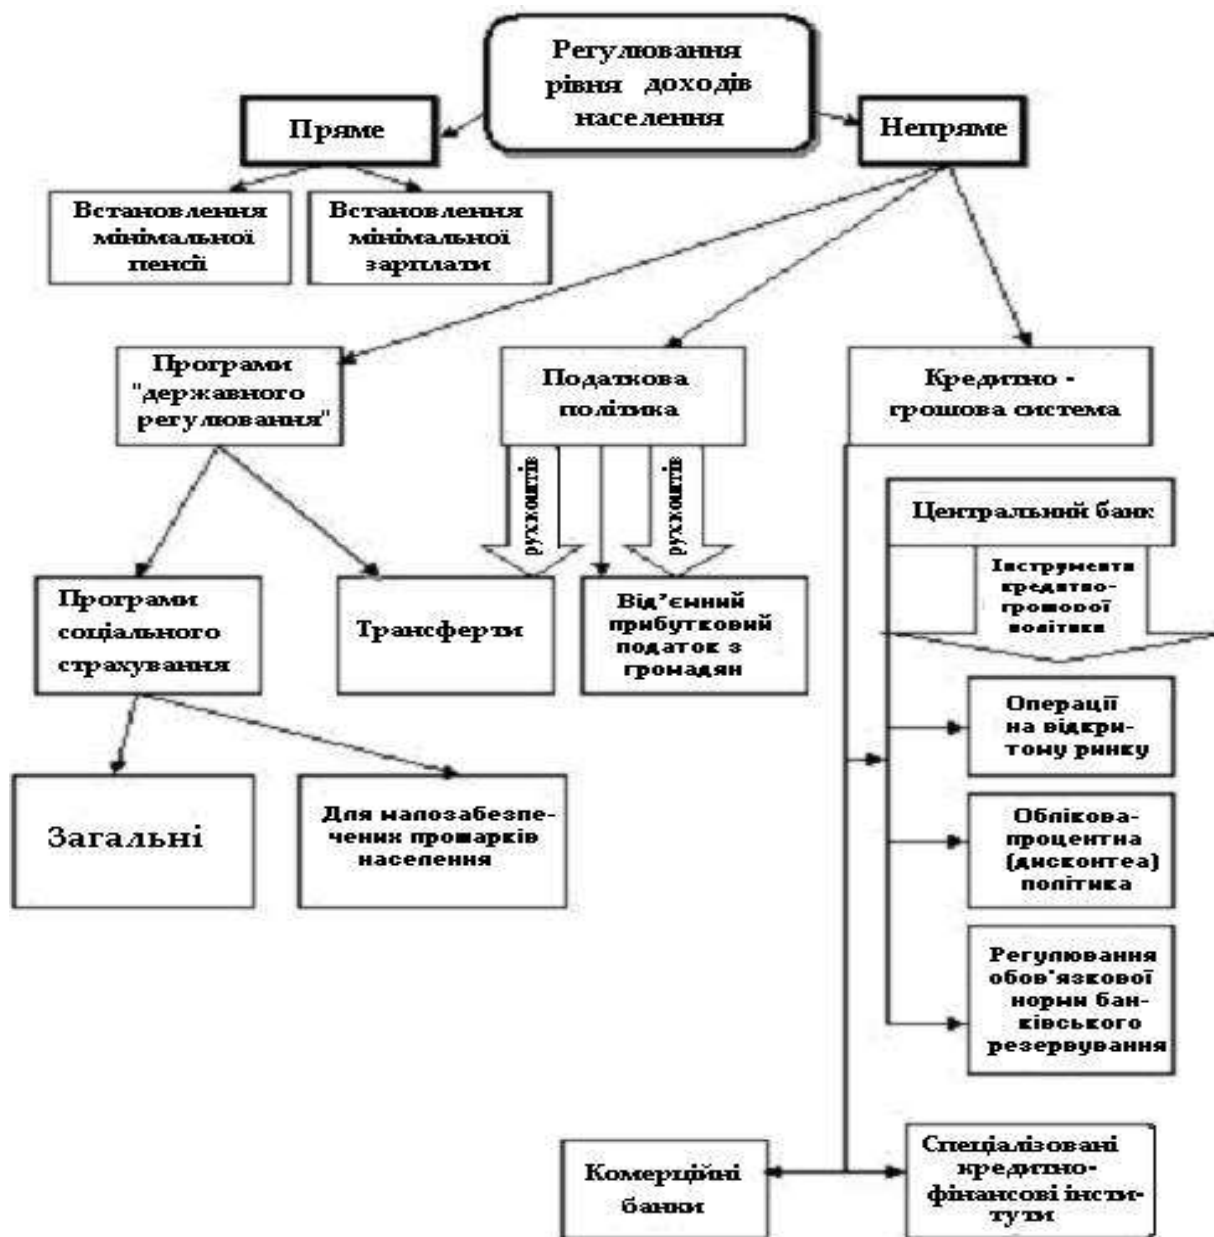 Регулювання
рівня доходів
населення
Пряме
Непряме
Встановлення
мінімальної
пенсії
Встановлення
мінімальної
зарплати
Програми
"державного
регулювання"
Податкова
політика
Кредитно -
грошова система
рухкоштів
рухкоштів
Центральний банк
Інструменти
кредитно-
грошової
політики
Програми
соціального
страхування
Трансферти
Від’ємний
прибутковий
податок з
громадян
Операції
на відкри-
тому ринку
Загальні
Для малозабезпе-
чених прошарків
населення
Облікова-
процентна
(дисконтеа)
політика
Регулювання
обов'язкової
норми бан-
ківського
резервування
Комерційні
банки
Спеціалізовані
кредитно-
фінансові інсти-
тути